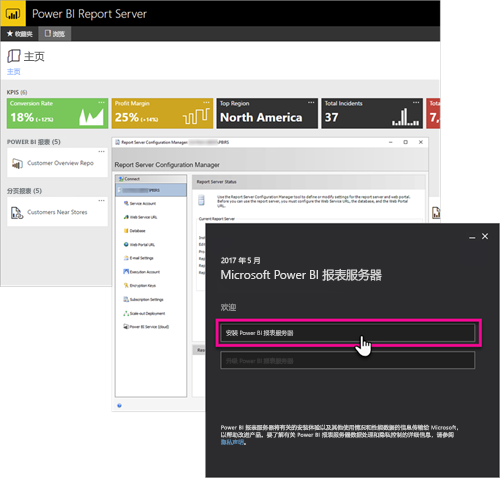 Power BI Report Server
收藏夹 浏览
主页
主页
KPIS (6)
Conversion Rate
18% (+12%)
Profit Margin
25% (+14%)
Top Region
North America
Total Incidents
37
Tota
7,
POWER BI 报表 (5)
Customer Overview Repo
分页报表 (5)
Customers Near Stores
Report Server Configuration Manager
Report Server Configuration Manager
Connect
\PBIRS
Service Account
Web Service URL
Database
Web Portal URL
E-mail Settings
Execution Account
Encryption Keys
Subscription Settings
Scale-out Deployment
Power BI Service (cloud)
Report Server Status
Use the Report Server Configuration Manager tool to define or modify settings for the report server and web portal.
Before you can use the report server, you must configure the Web Service URL, the database, and the Web Portal
URL.
Current Report Server
2017 年 5 月
Microsoft Power BI 报表服务器
欢迎
安装 Power BI 报表服务器
升级 Power BI 报表服务器
Power BI 报表服务器将有关的安装体验以及其他使用情况和性能数据的信息传输给 Microsoft，
以帮助改进产品。要了解有关 Power BI 报表服务器数据处理和隐私控制的详细信息，请参阅
隐私声明。